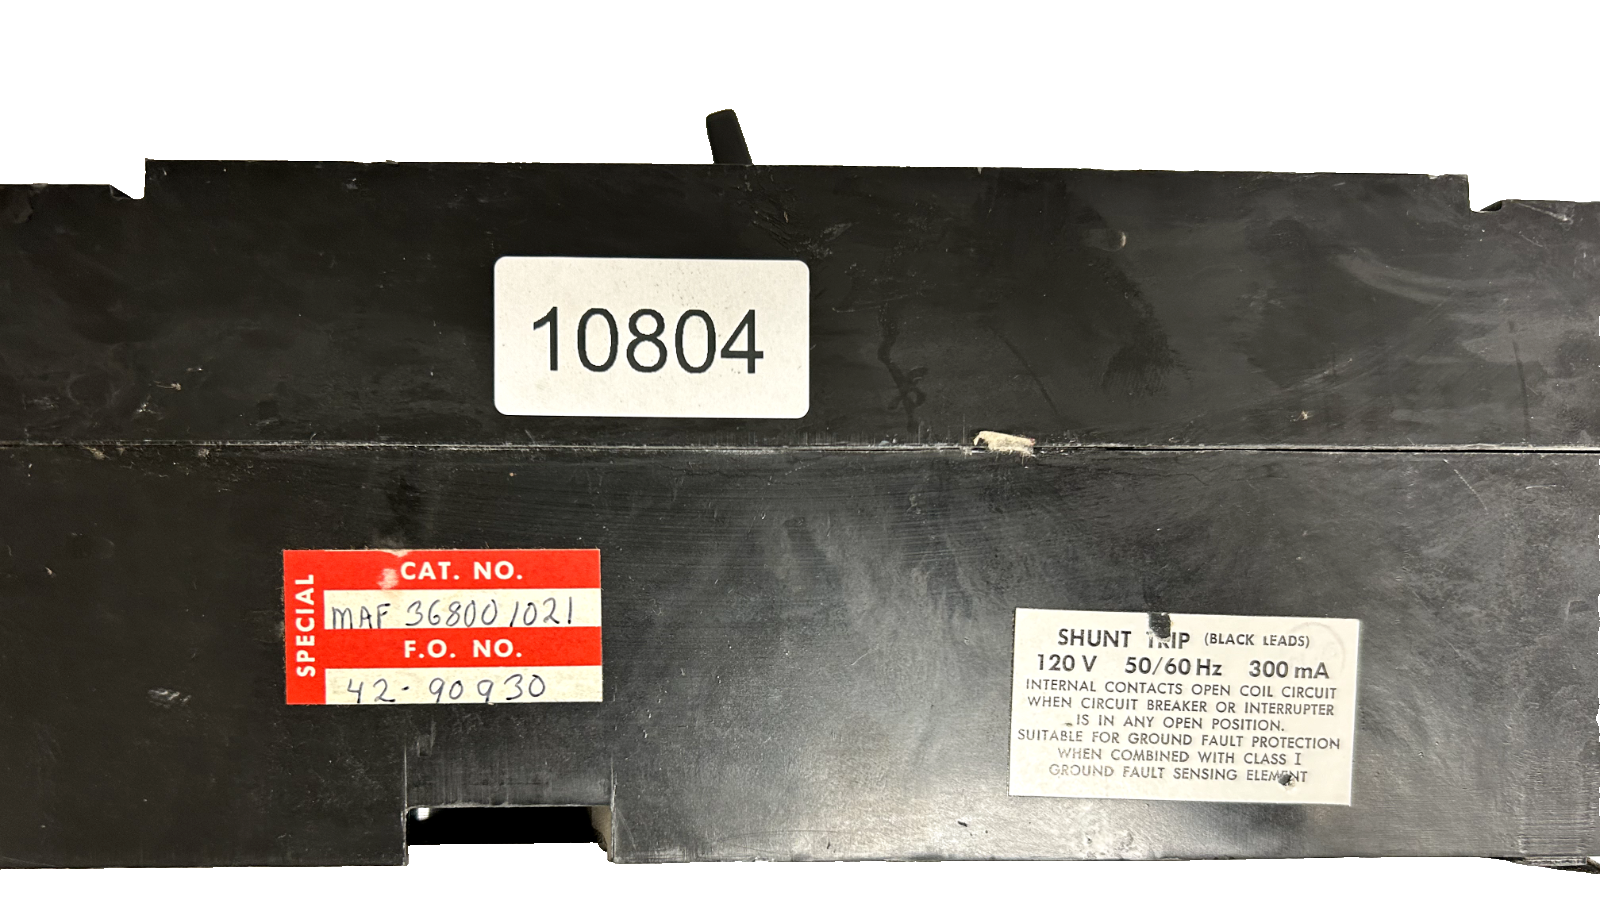 10804
SPECIAL
CAT. NO.
MAF 368001021
F.O. NO.
42-90930
SHUNT TRIP (BLACK LEADS)
120 V 50/60 Hz 300 mA
INTERNAL CONTACTS OPEN COIL CIRCUIT
WHEN CIRCUIT BREAKER OR INTERRUPTER
IS IN ANY OPEN POSITION.
SUITABLE FOR GROUND FAULT PROTECTION
WHEN COMBINED WITH CLASS I
GROUND FAULT SENSING ELEMENT